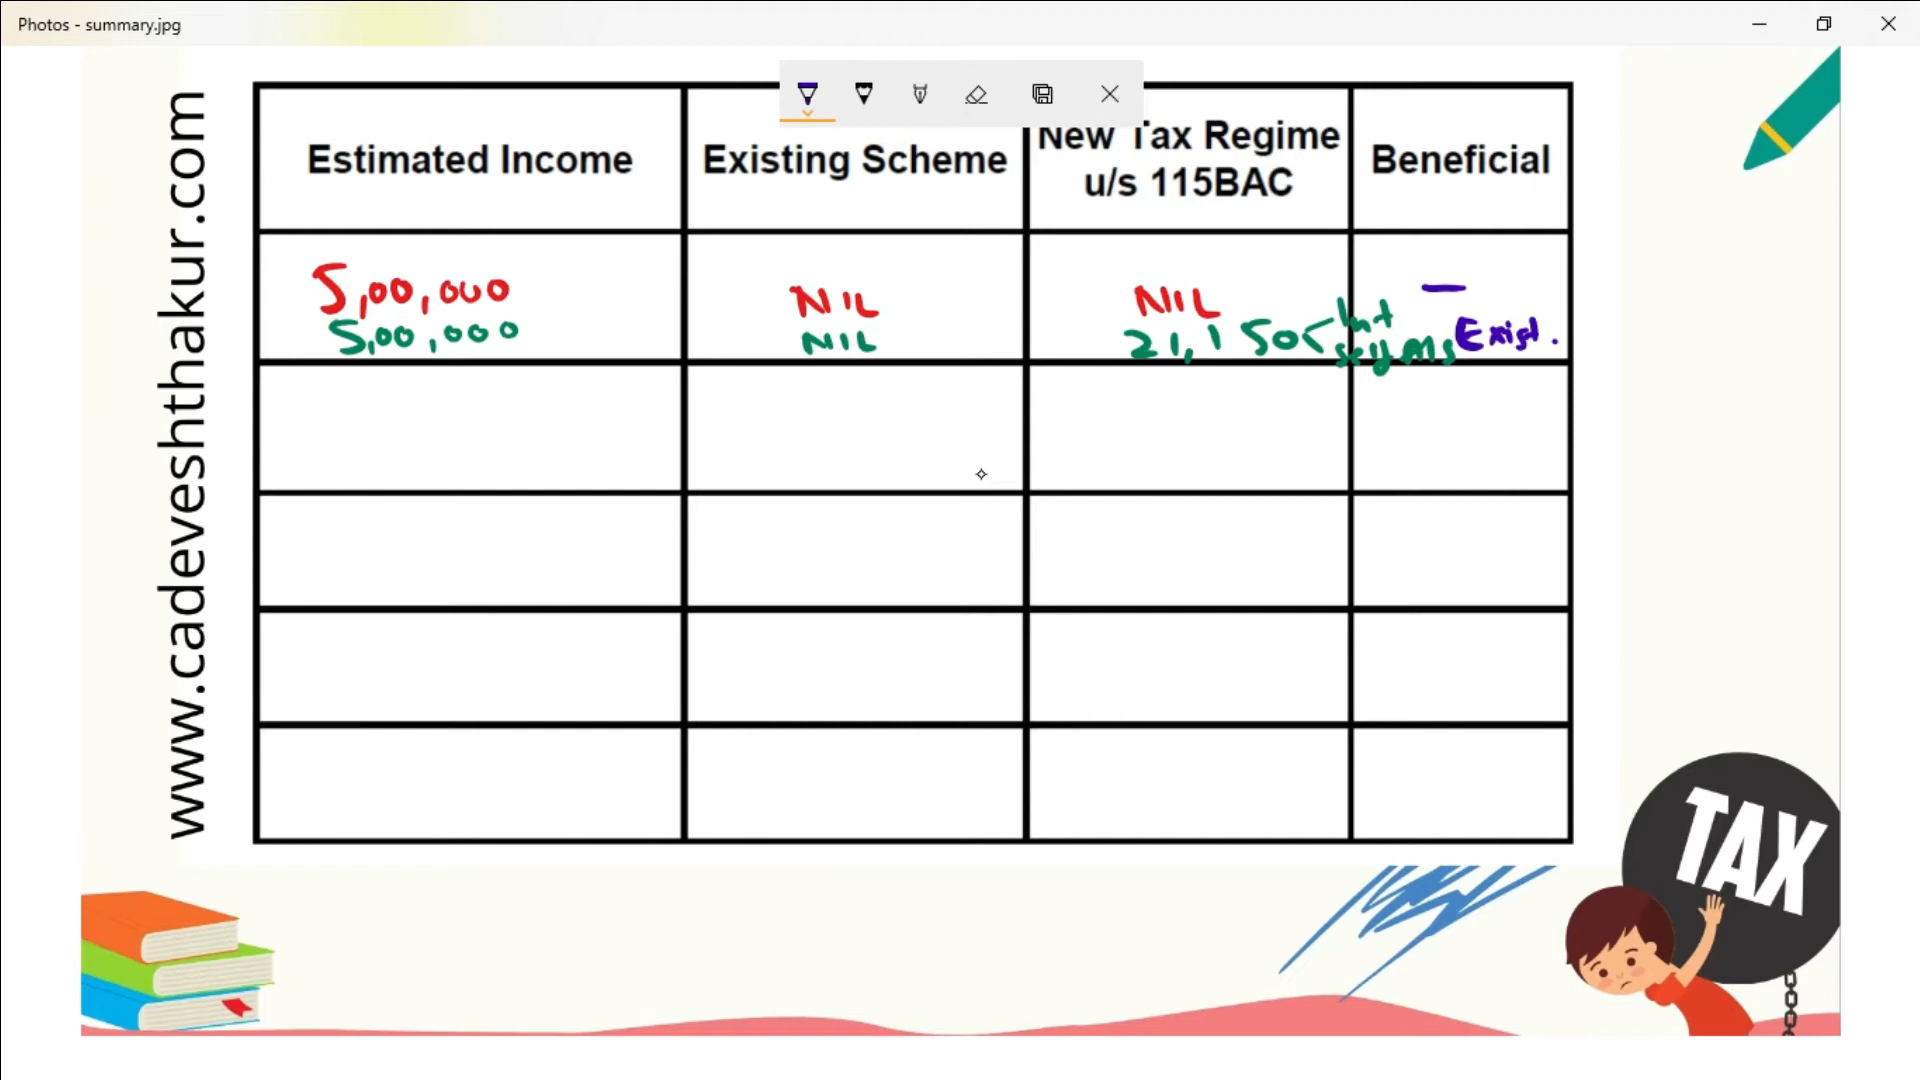 Photos - summary.jpg
www.cadeveshthakur.com
Estimated Income
Existing Scheme
New Tax Regime
u/s 115BAC
Beneficial
5,00,000
NIL
NIL
—
5,00,000
NIL
21,150
Int
Exist.
TAX